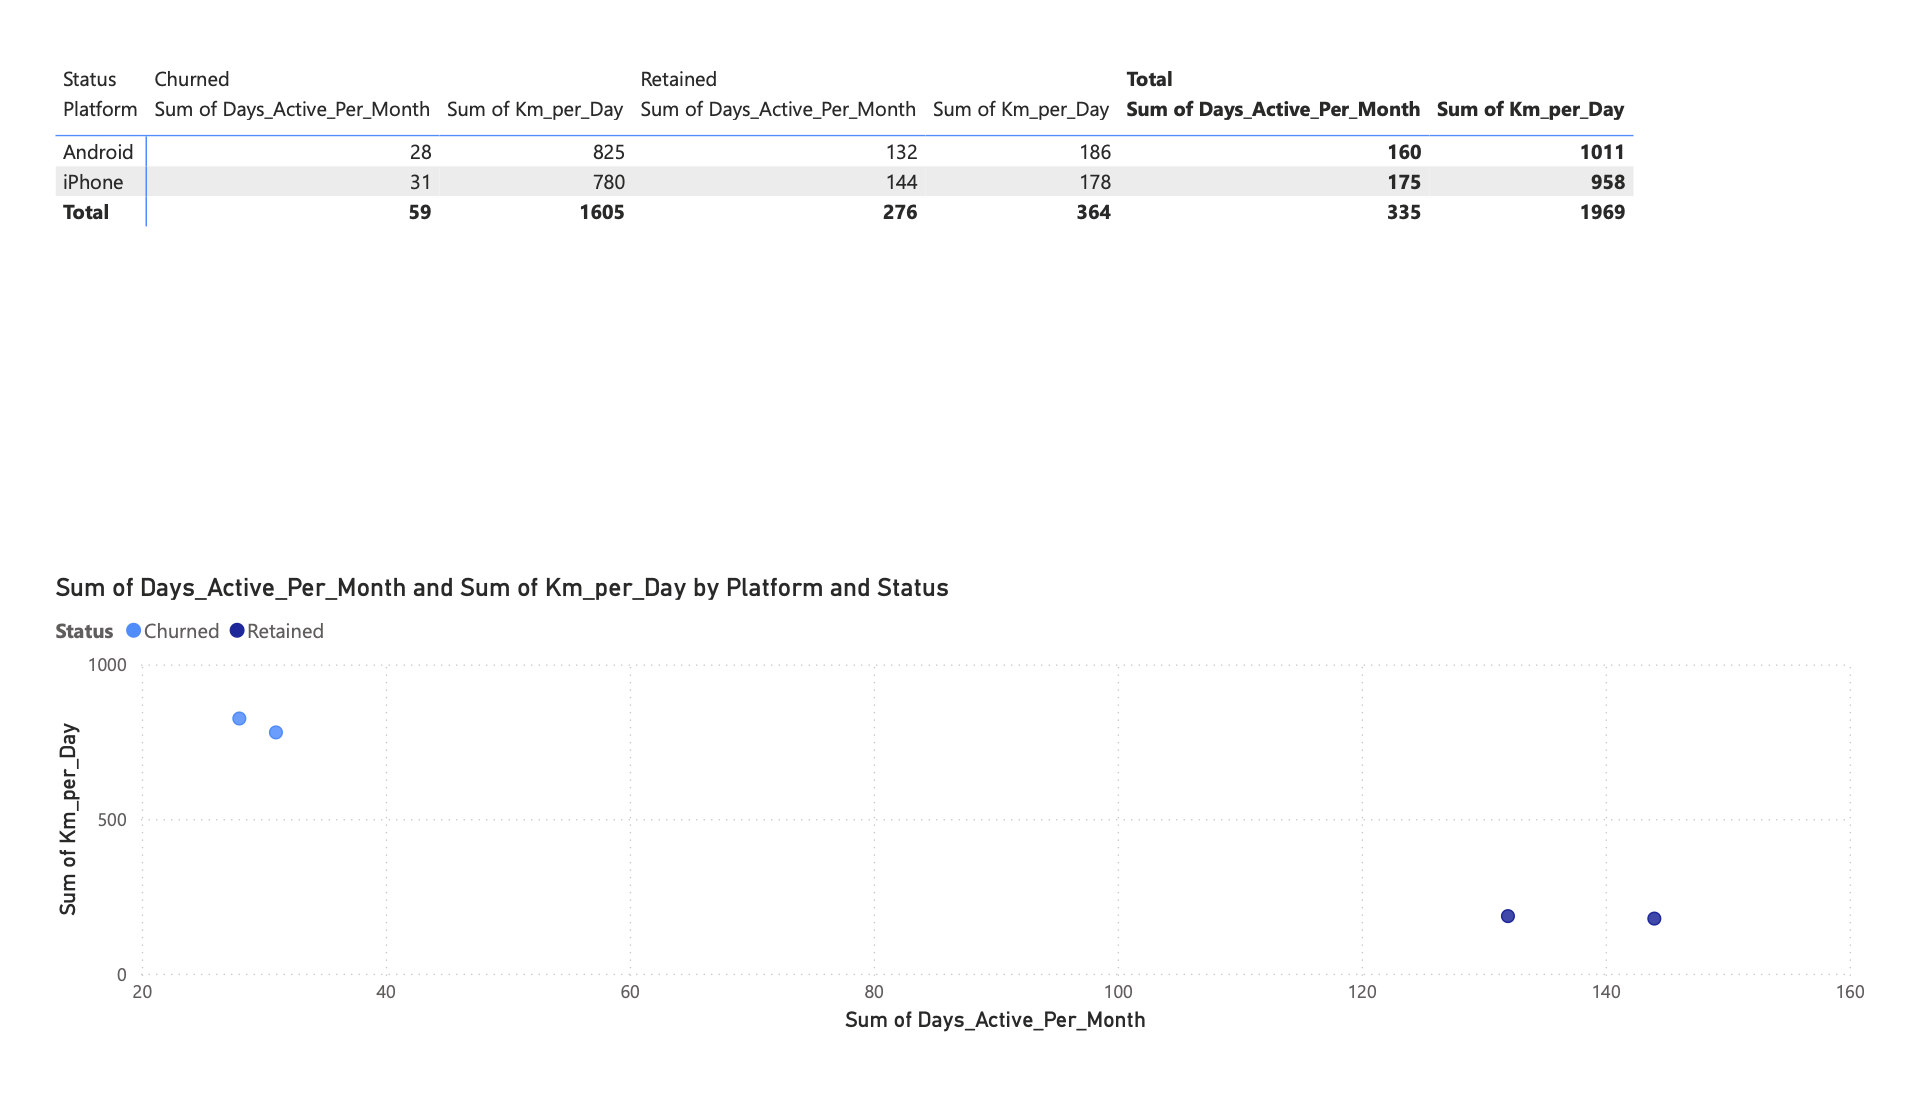 Status Churned Retained Total
Platform Sum of Days_Active_Per_Month Sum of Km_per_Day Sum of Days_Active_Per_Month Sum of Km_per_Day Sum of Days_Active_Per_Month Sum of Km_per_Day
Android 28 825 132 186 160 1011
iPhone 31 780 144 178 175 958
Total 59 1605 276 364 335 1969
Sum of Days_Active_Per_Month and Sum of Km_per_Day by Platform and Status
Status Churned Retained
1000
500
0
Sum of Km_per_Day
20 40 60 80 100 120 140 160
Sum of Days_Active_Per_Month